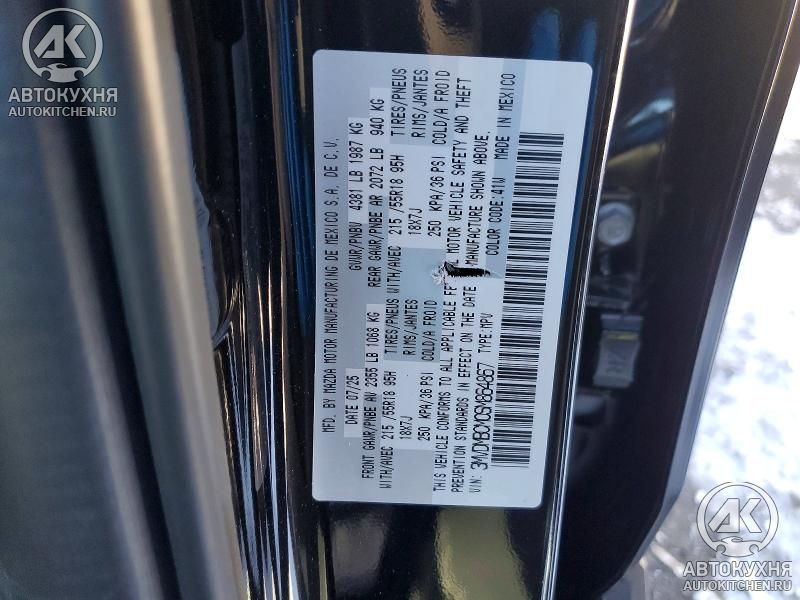 АВТОКУХНЯ
AUTOKITCHEN.RU
MFD. BY MAZDA MOTOR MANUFACTURING DE MEXICO S.A. DE C.V.
DATE 07/25 GVWR/PNBV 4381 LB 1987 KG
FRONT GAWR/PNBE AV 2355 LB 1068 KG REAR GAWR/PNBE AR 2072 LB 940 KG
WITH/AVEC 215 /55R18 95H TIRES/PNEUS WITH/AVEC 215 /55R18 95H TIRES/PNEUS
18X7J RIMS/JANTES 18X7J RIMS/JANTES
250 KPA/36 PSI COLD/A FROID 250 KPA/36 PSI COLD/A FROID
THIS VEHICLE CONFORMS TO ALL APPLICABLE MOTOR VEHICLE SAFETY AND THEFT
PREVENTION STANDARDS IN EFFECT ON THE DATE MANUFACTURE SHOWN ABOVE.
VIN: TYPE:MPV COLOR CODE:41W MADE IN MEXICO
АВТОКУХНЯ
AUTOKITCHEN.RU